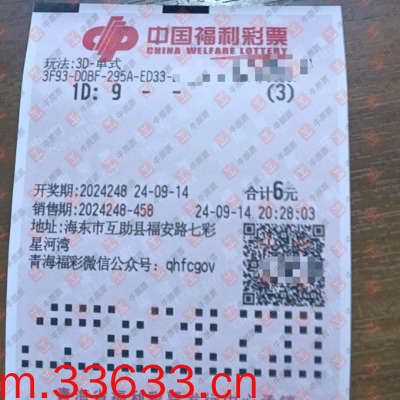 中国福利彩票
CHINA WELFARE LOTTERY
玩法:3D-单式
3F93-D0BF-295A-ED33-
1D: 9 - - (3)
开奖期:2024248 24-09-14 合计6元
销售期:2024248-458 24-09-14 20:28:03
地址:海东市互助县福安路七彩
星河湾
青海福彩微信公众号: qhfcgov
m.33633.cn